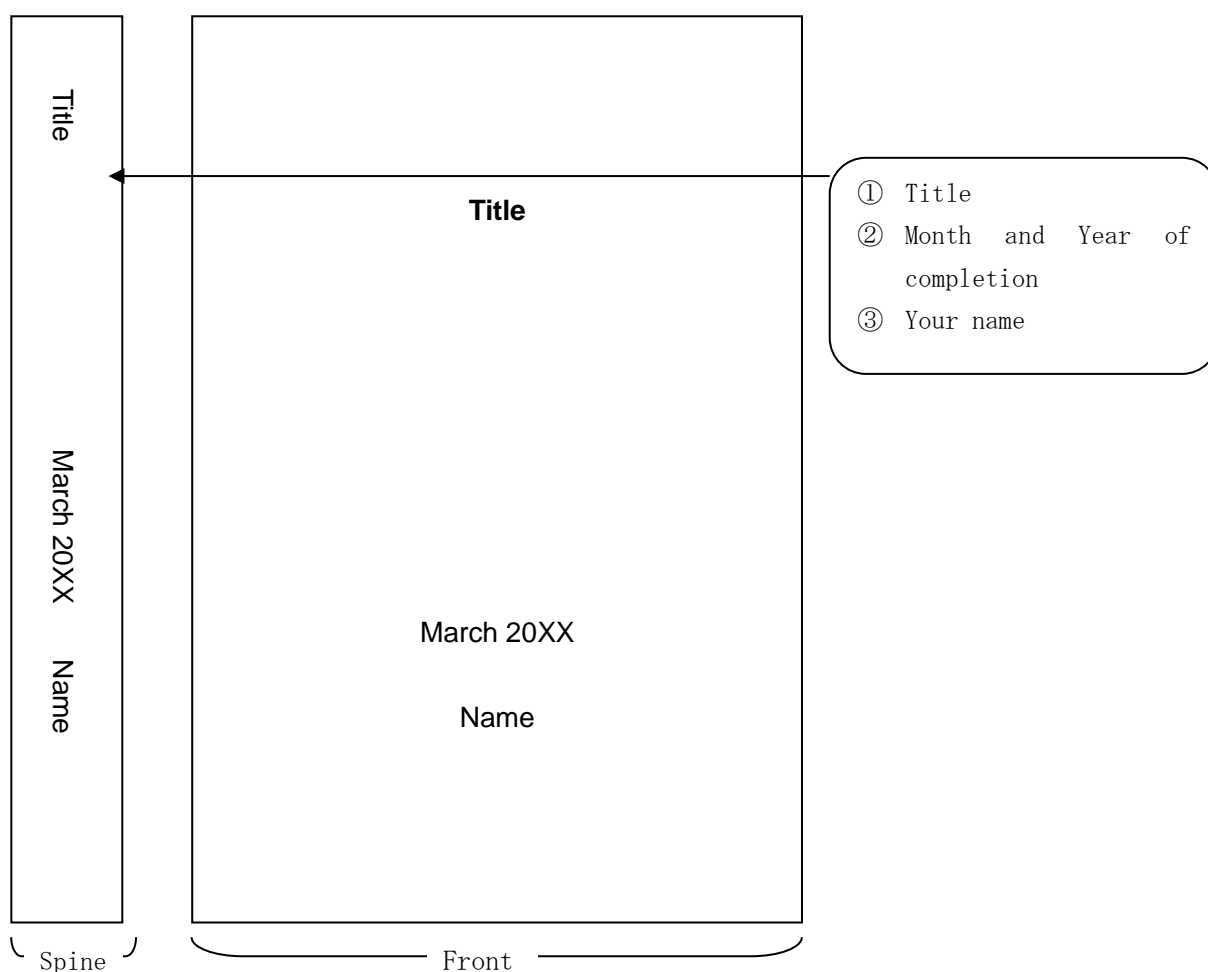 Title
March 20XX
Name
Title
March 20XX
Name
① Title
② Month and Year of
completion
③ Your name
Spine
Front